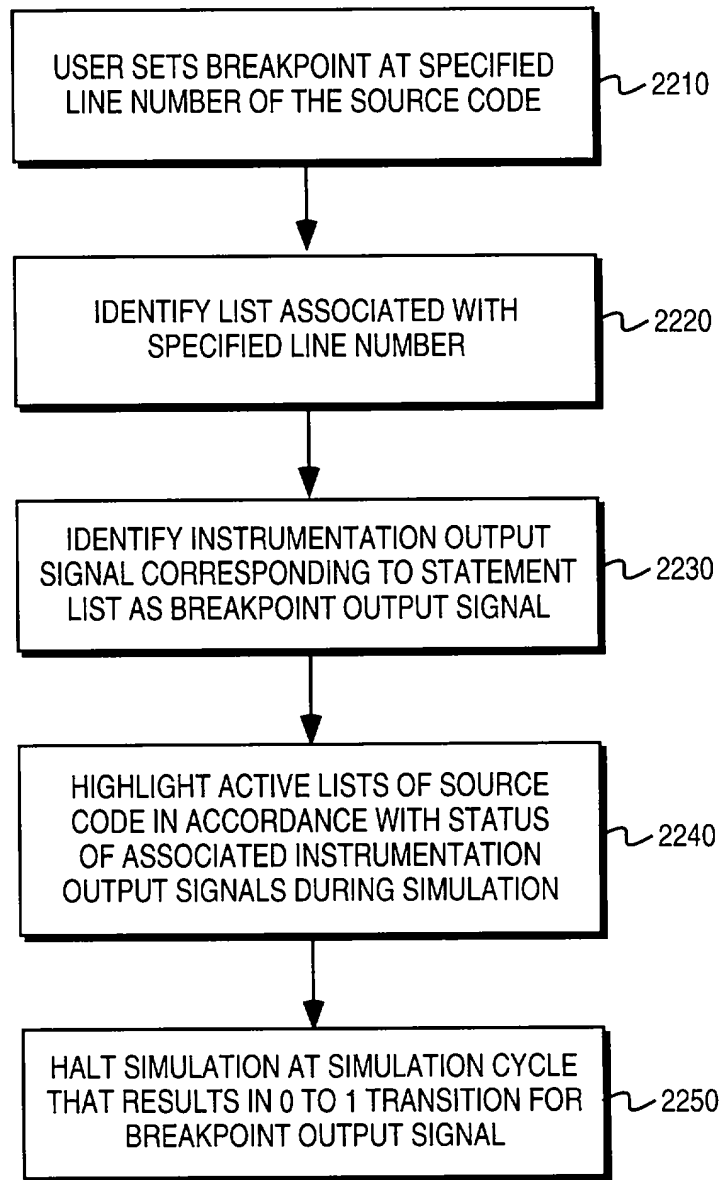 USER SETS BREAKPOINT AT SPECIFIED
LINE NUMBER OF THE SOURCE CODE
2210
IDENTIFY LIST ASSOCIATED WITH
SPECIFIED LINE NUMBER
2220
IDENTIFY INSTRUMENTATION OUTPUT
SIGNAL CORRESPONDING TO STATEMENT
LIST AS BREAKPOINT OUTPUT SIGNAL
2230
HIGHLIGHT ACTIVE LISTS OF SOURCE
CODE IN ACCORDANCE WITH STATUS
OF ASSOCIATED INSTRUMENTATION
OUTPUT SIGNALS DURING SIMULATION
2240
HALT SIMULATION AT SIMULATION CYCLE
THAT RESULTS IN 0 TO 1 TRANSITION FOR
BREAKPOINT OUTPUT SIGNAL
2250